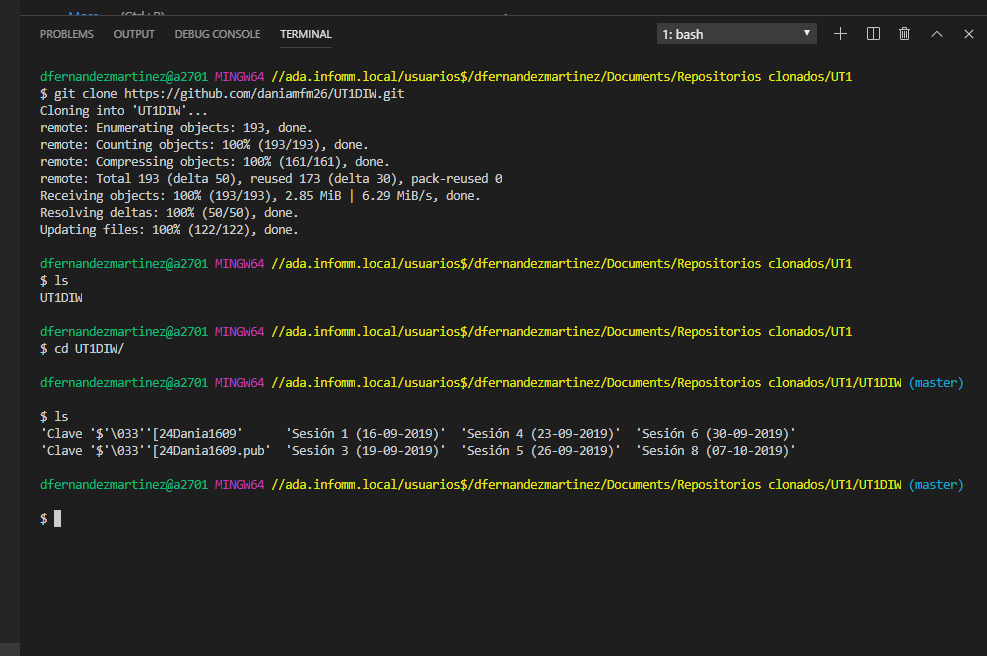 PROBLEMS OUTPUT DEBUG CONSOLE TERMINAL 1: bash
dfernandezmartinez@a2701 MINGW64 //ada.infomm.local/usuarios$/dfernandezmartinez/Documents/Repositorios clonados/UT1
$ git clone https://github.com/daniamfm26/UT1DIW.git
Cloning into 'UT1DIW'...
remote: Enumerating objects: 193, done.
remote: Counting objects: 100% (193/193), done.
remote: Compressing objects: 100% (161/161), done.
remote: Total 193 (delta 50), reused 173 (delta 30), pack-reused 0
Receiving objects: 100% (193/193), 2.85 MiB | 6.29 MiB/s, done.
Resolving deltas: 100% (50/50), done.
Updating files: 100% (122/122), done.
dfernandezmartinez@a2701 MINGW64 //ada.infomm.local/usuarios$/dfernandezmartinez/Documents/Repositorios clonados/UT1
$ ls
UT1DIW
dfernandezmartinez@a2701 MINGW64 //ada.infomm.local/usuarios$/dfernandezmartinez/Documents/Repositorios clonados/UT1
$ cd UT1DIW/
dfernandezmartinez@a2701 MINGW64 //ada.infomm.local/usuarios$/dfernandezmartinez/Documents/Repositorios clonados/UT1/UT1DIW (master)
$ ls
'Clave '$'\033''[24Dania1609' 'Sesión 1 (16-09-2019)' 'Sesión 4 (23-09-2019)' 'Sesión 6 (30-09-2019)'
'Clave '$'\033''[24Dania1609.pub' 'Sesión 3 (19-09-2019)' 'Sesión 5 (26-09-2019)' 'Sesión 8 (07-10-2019)'
dfernandezmartinez@a2701 MINGW64 //ada.infomm.local/usuarios$/dfernandezmartinez/Documents/Repositorios clonados/UT1/UT1DIW (master)
$